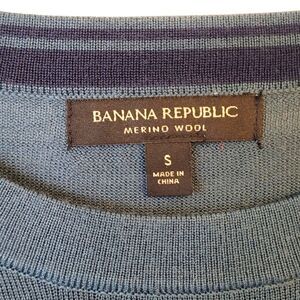 BANANA REPUBLIC
MERINO WOOL
S
MADE IN
CHINA